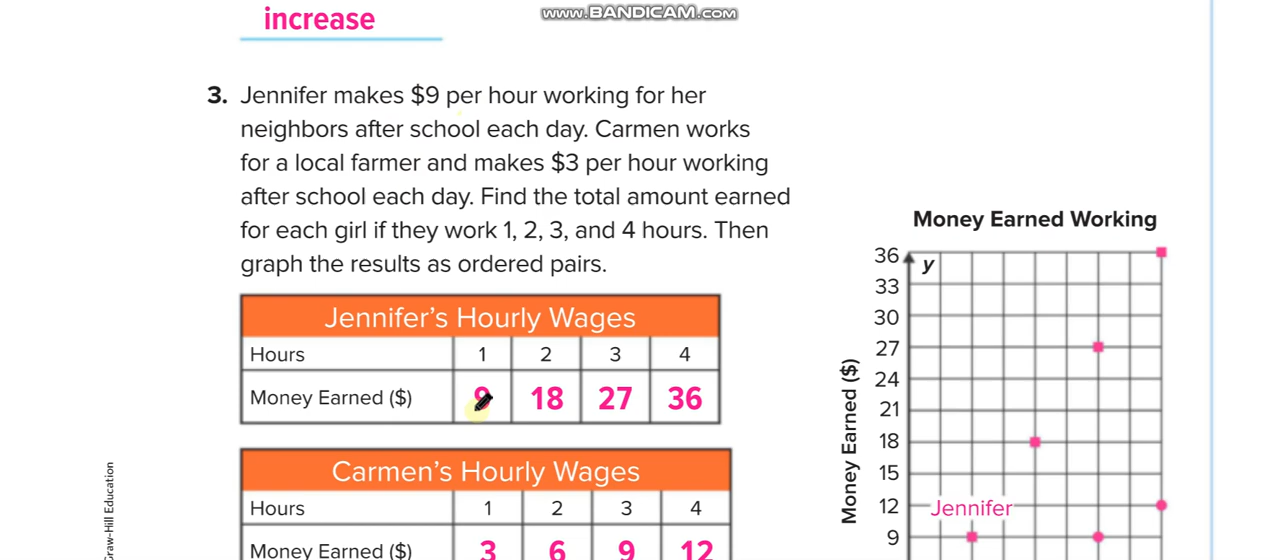 increase
www.BANDICAM.com
3. Jennifer makes $9 per hour working for her
neighbors after school each day. Carmen works
for a local farmer and makes $3 per hour working
after school each day. Find the total amount earned
for each girl if they work 1, 2, 3, and 4 hours. Then
graph the results as ordered pairs.
Jennifer's Hourly Wages
Hours 1 2 3 4
Money Earned ($) 9 18 27 36
Carmen's Hourly Wages
Hours 1 2 3 4
Money Earned ($) 3 6 9 12
Money Earned Working
Money Earned ($)
y
36
33
30
27
24
21
18
15
12
9
Jennifer
raw-Hill Education